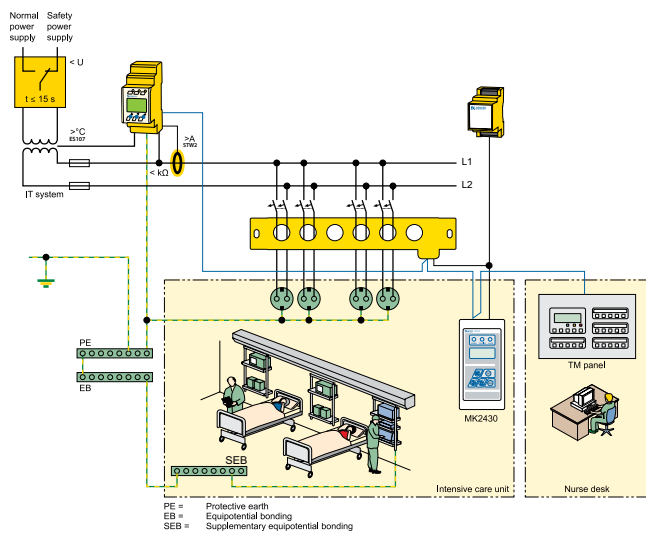 Normal
power
supply
Safety
power
supply
< U
t ≤ 15 s
>°C
ES107
>A
STW2
L1
< kΩ
L2
IT system
PE
EB
TM panel
MK2430
SEB
Intensive care unit
Nurse desk
PE = Protective earth
EB = Equipotential bonding
SEB = Supplementary equipotential bonding